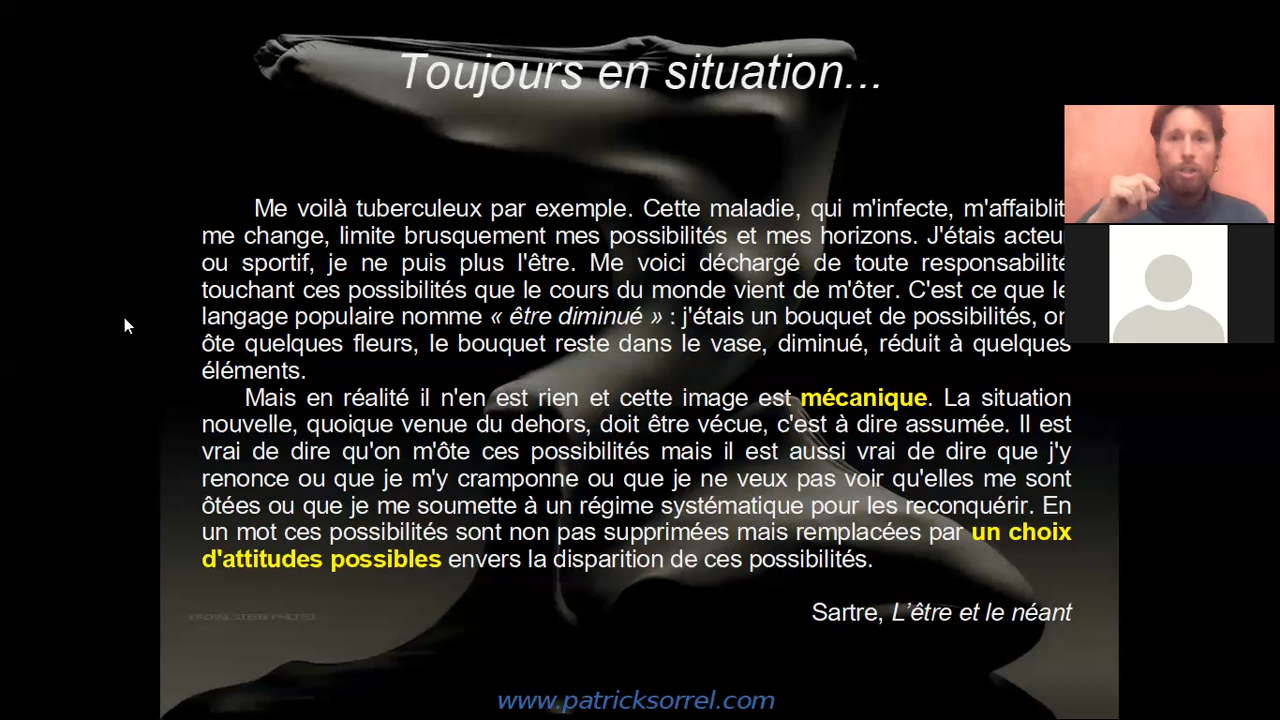 Toujours en situation...
Me voilà tuberculeux par exemple. Cette maladie, qui m'infecte, m'affaiblit
me change, limite brusquement mes possibilités et mes horizons. J'étais acteur
ou sportif, je ne puis plus l'être. Me voici déchargé de toute responsabilité
touchant ces possibilités que le cours du monde vient de m'ôter. C'est ce que le
langage populaire nomme « être diminué » : j'étais un bouquet de possibilités, on
ôte quelques fleurs, le bouquet reste dans le vase, diminué, réduit à quelques
éléments.
Mais en réalité il n'en est rien et cette image est mécanique. La situation
nouvelle, quoique venue du dehors, doit être vécue, c'est à dire assumée. Il est
vrai de dire qu'on m'ôte ces possibilités mais il est aussi vrai de dire que j'y
renonce ou que je m'y cramponne ou que je ne veux pas voir qu'elles me sont
ôtées ou que je me soumette à un régime systématique pour les reconquérir. En
un mot ces possibilités sont non pas supprimées mais remplacées par un choix
d'attitudes possibles envers la disparition de ces possibilités.
Sartre, L'être et le néant
www.patricksorrel.com